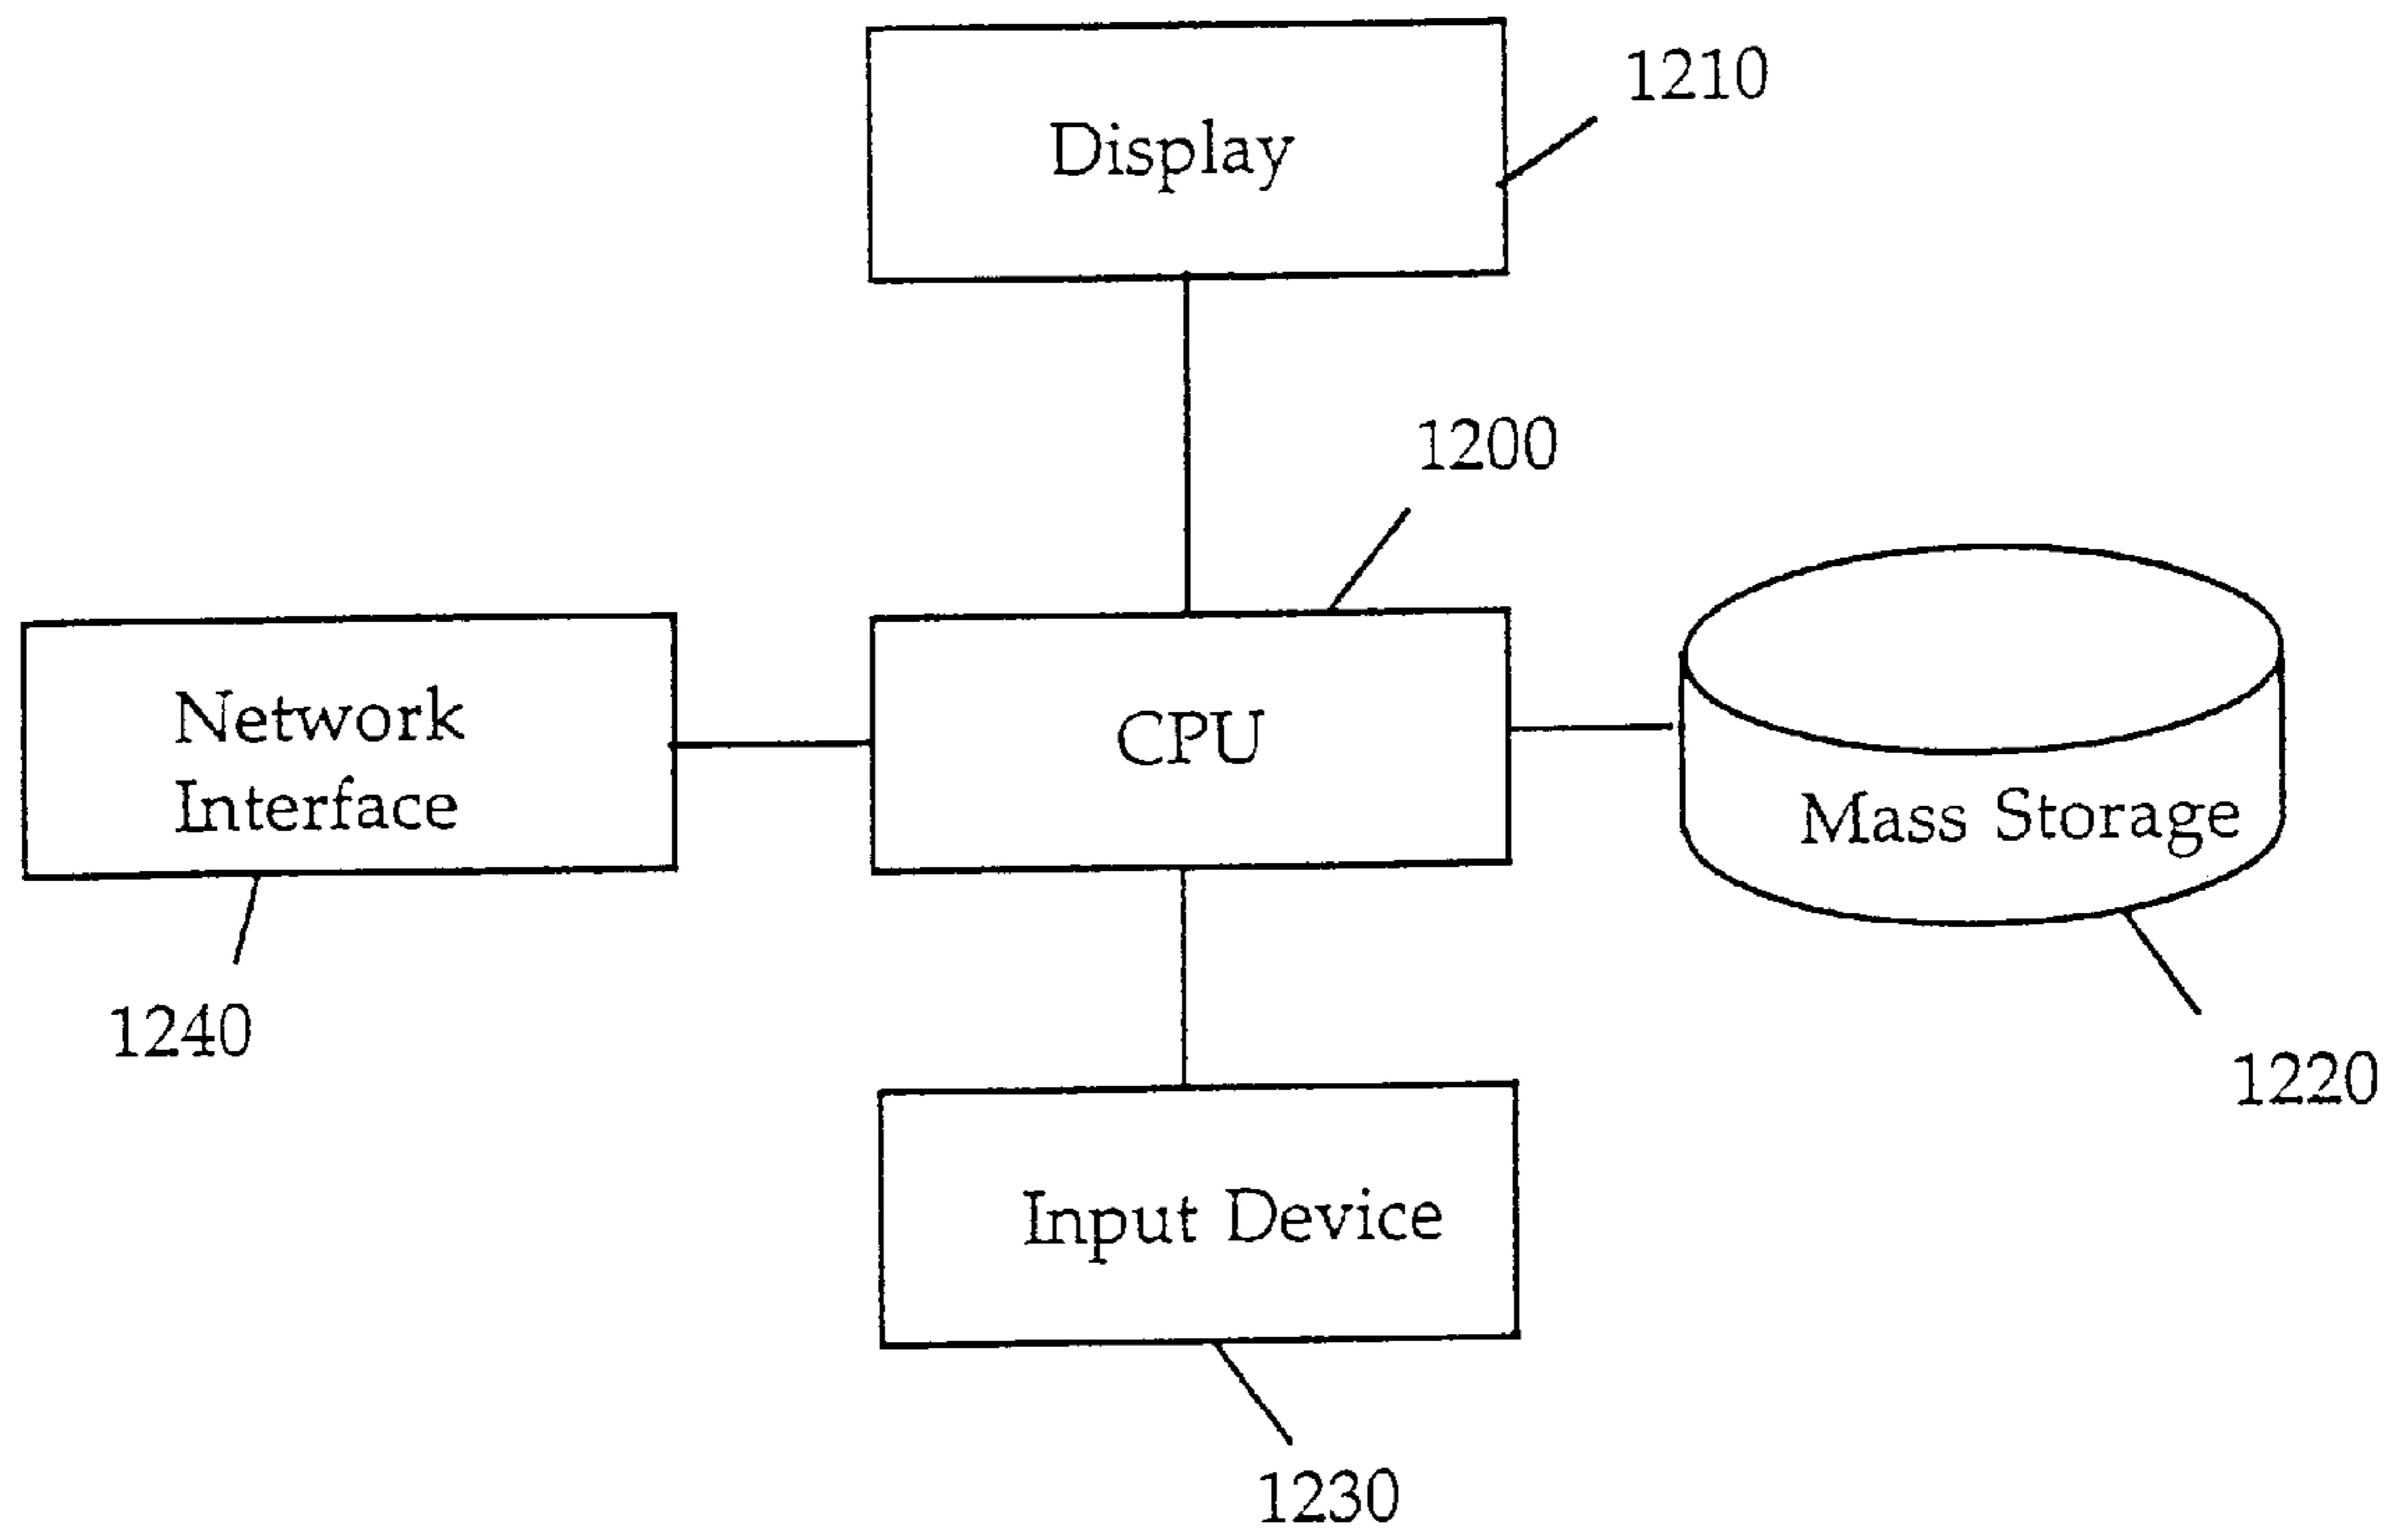 1210
Display
1200
Network
Interface
CPU
Mass Storage
1240
1220
Input Device
1230